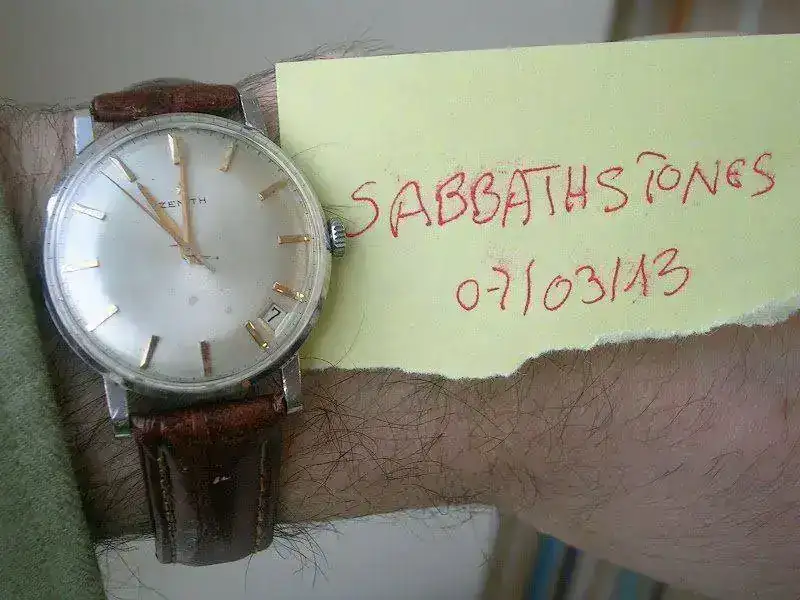 ZENITH
7
SABBATHSTONES
07/03/13